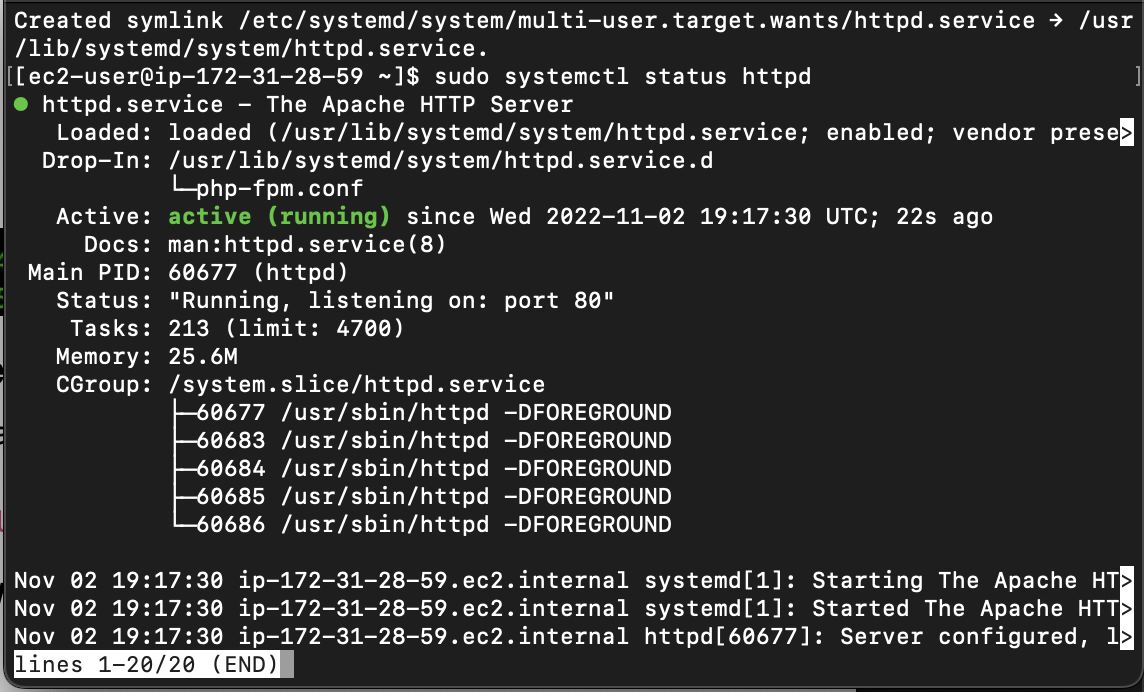 Created symlink /etc/systemd/system/multi-user.target.wants/httpd.service → /usr
/lib/systemd/system/httpd.service.
[[ec2-user@ip-172-31-28-59 ~]$ sudo systemctl status httpd ]
● httpd.service – The Apache HTTP Server
Loaded: loaded (/usr/lib/systemd/system/httpd.service; enabled; vendor prese>
Drop-In: /usr/lib/systemd/system/httpd.service.d
└─php-fpm.conf
Active: active (running) since Wed 2022-11-02 19:17:30 UTC; 22s ago
Docs: man:httpd.service(8)
Main PID: 60677 (httpd)
Status: "Running, listening on: port 80"
Tasks: 213 (limit: 4700)
Memory: 25.6M
CGroup: /system.slice/httpd.service
├─60677 /usr/sbin/httpd -DFOREGROUND
├─60683 /usr/sbin/httpd -DFOREGROUND
├─60684 /usr/sbin/httpd -DFOREGROUND
├─60685 /usr/sbin/httpd -DFOREGROUND
└─60686 /usr/sbin/httpd -DFOREGROUND
Nov 02 19:17:30 ip-172-31-28-59.ec2.internal systemd[1]: Starting The Apache HT>
Nov 02 19:17:30 ip-172-31-28-59.ec2.internal systemd[1]: Started The Apache HTT>
Nov 02 19:17:30 ip-172-31-28-59.ec2.internal httpd[60677]: Server configured, l>
lines 1-20/20 (END)